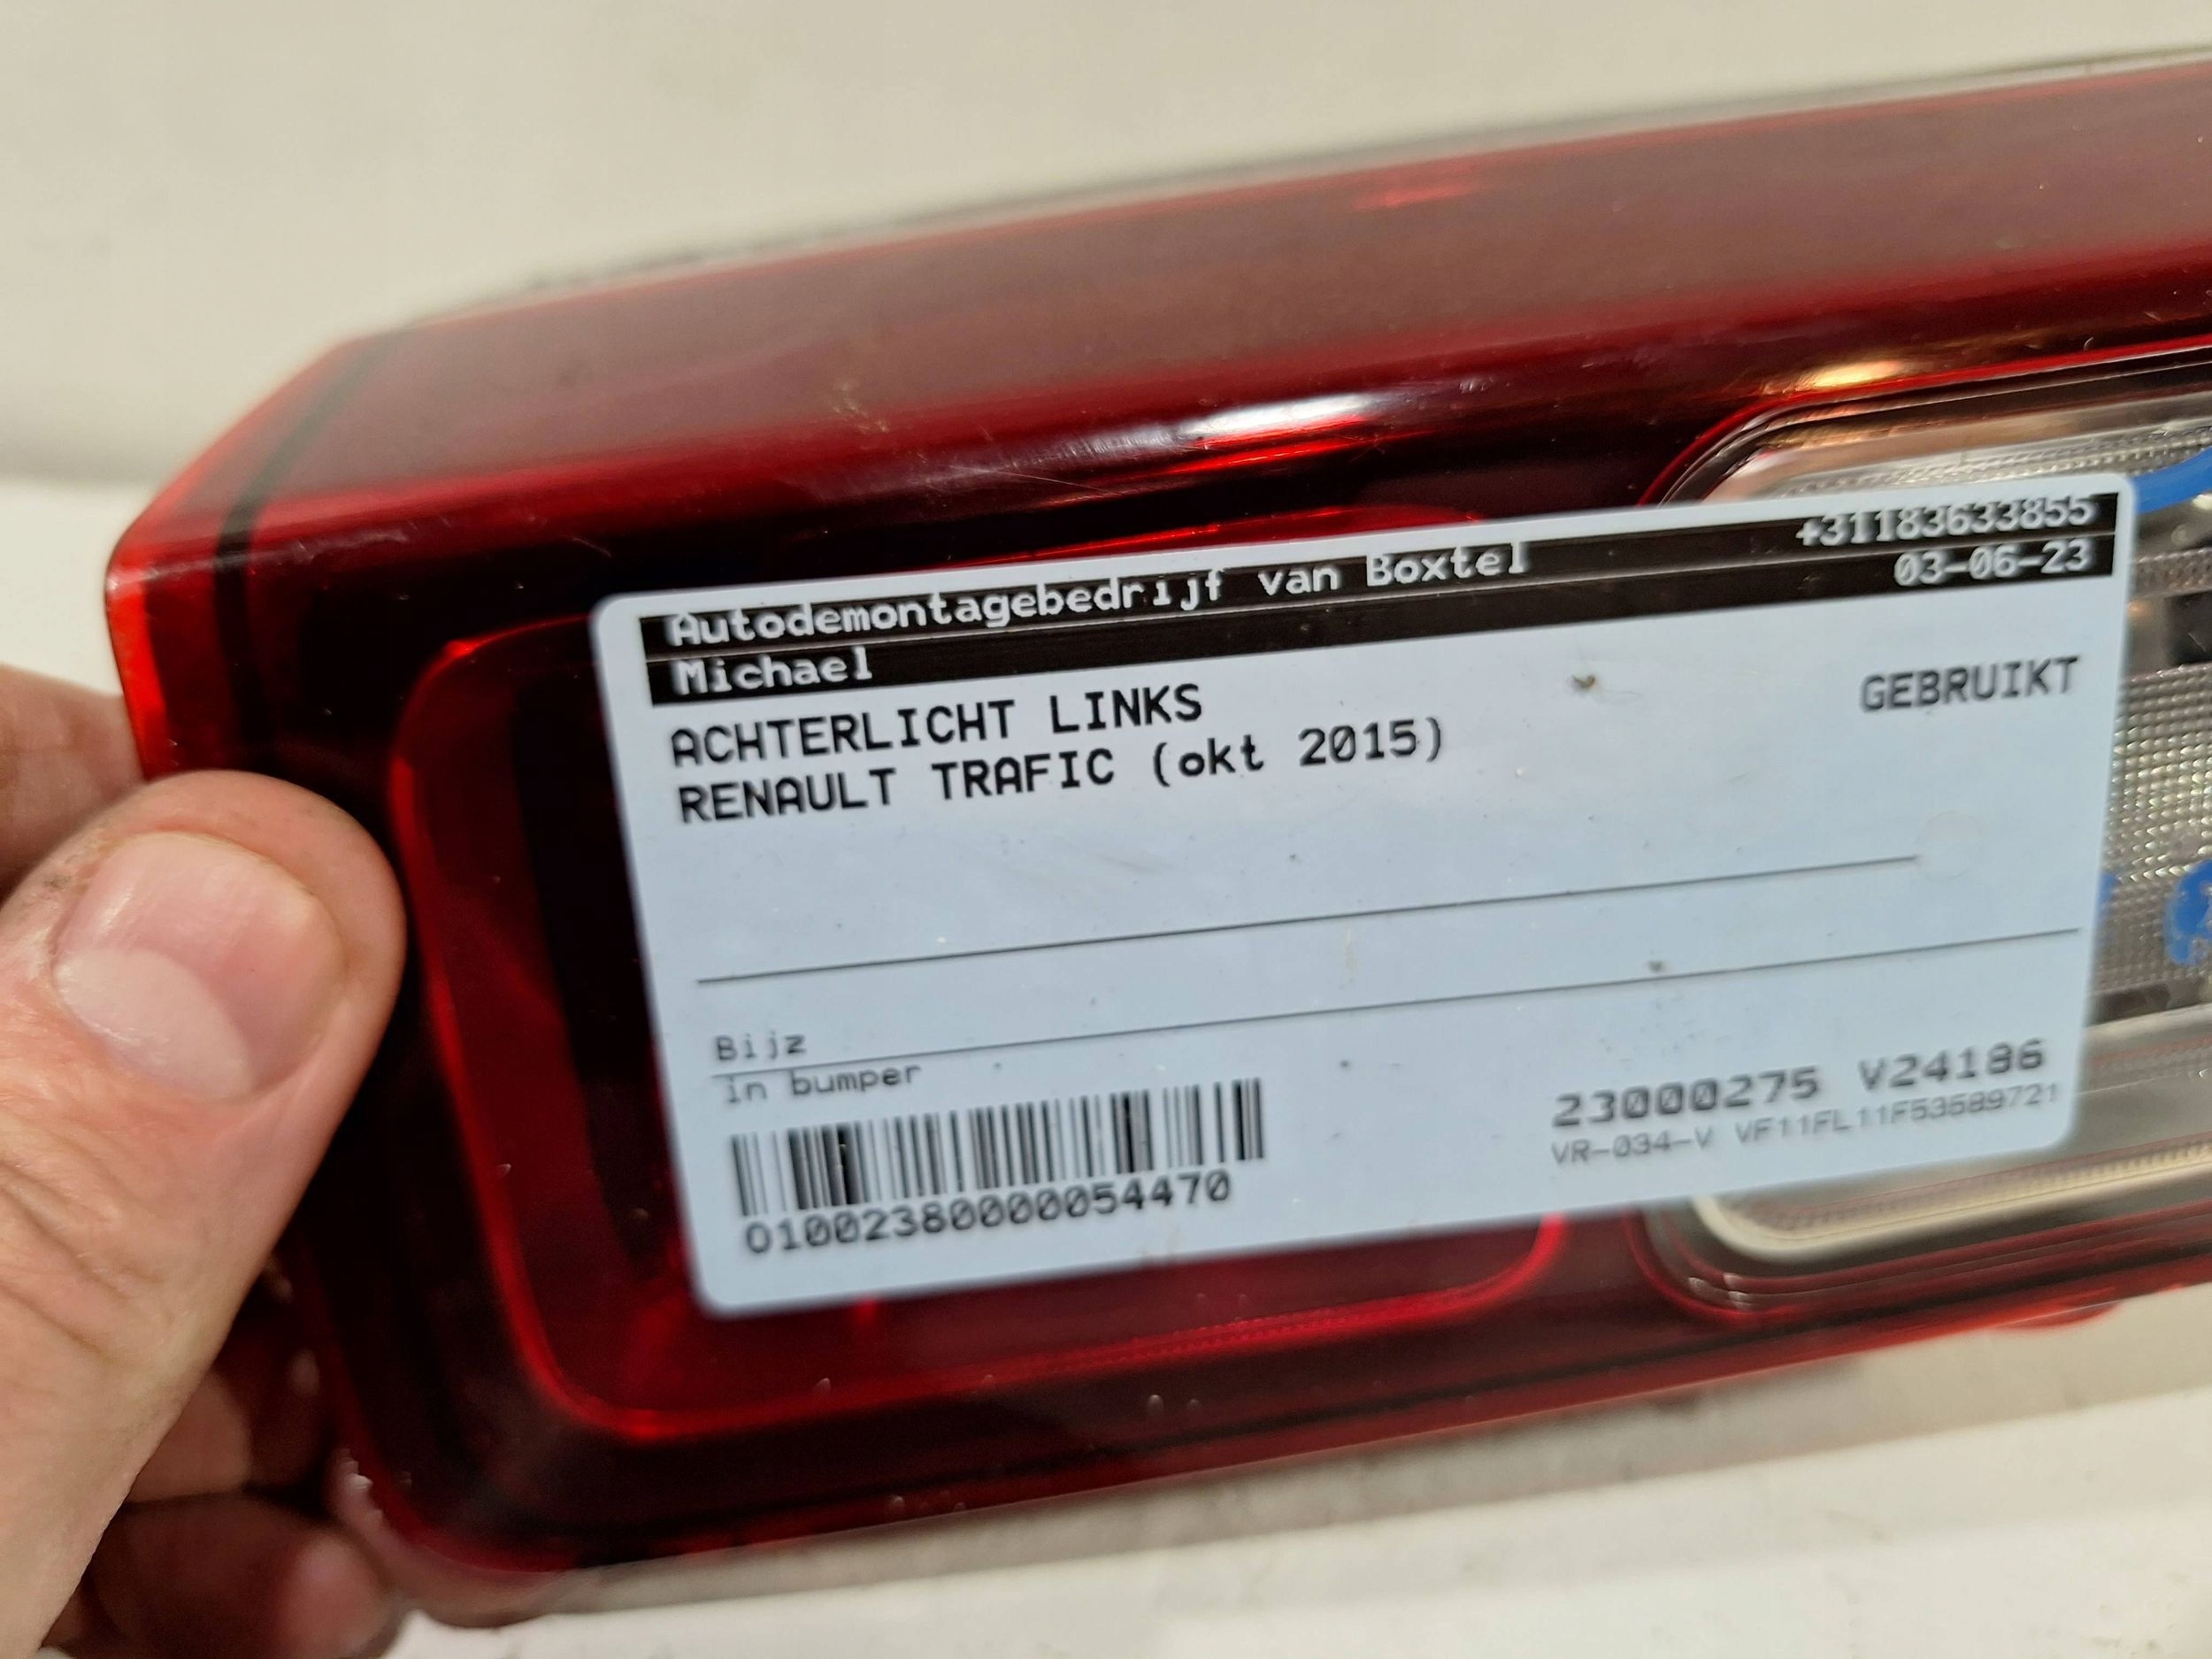 Autodemontagebedrijf van Boxtel +31183633855
Michael 03-06-23
ACHTERLICHT LINKS GEBRUIKT
RENAULT TRAFIC (okt 2015)
Bijz
in bumper
23000275 V24186
VR-034-V VF11FL11F53589721
01002380000054470